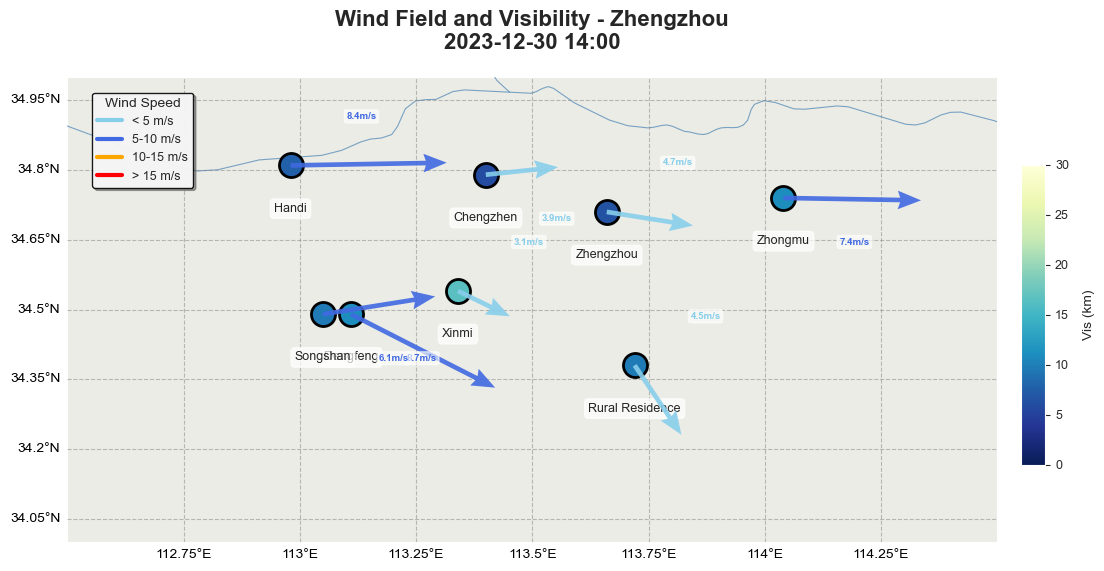 Wind Field and Visibility - Zhengzhou
2023-12-30 14:00
34.95°N
34.8°N
34.65°N
34.5°N
34.35°N
34.2°N
34.05°N
Wind Speed
< 5 m/s
5-10 m/s
10-15 m/s
> 15 m/s
8.4m/s
4.7m/s
Handi
Chengzhen
3.9m/s
3.1m/s
Zhengzhou
Zhongmu
7.4m/s
4.5m/s
Xinmi
Songshan
feng
6.1m/s
.7m/s
Rural Residence
112.75°E
113°E
113.25°E
113.5°E
113.75°E
114°E
114.25°E
30
25
20
15
10
5
0
Vis (km)